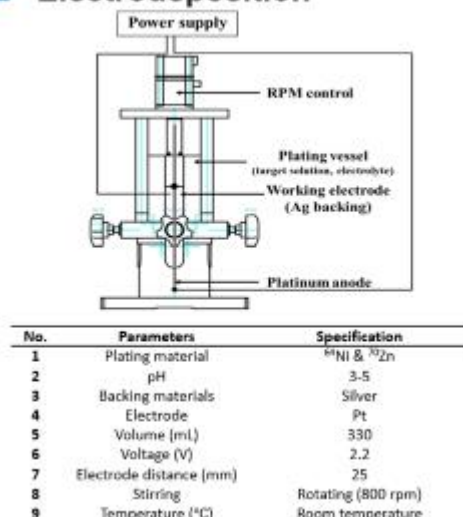 Electrodeposition
Power supply
RPM control
Plating vessel
(target solution, electrolyte)
Working electrode
(Ag backing)
Platinum anode
No. Parameters Specification
1 Plating material ⁶⁴Ni & ⁷⁰Zn
2 pH 3-5
3 Backing materials Silver
4 Electrode Pt
5 Volume (mL) 330
6 Voltage (V) 2.2
7 Electrode distance (mm) 25
8 Stirring Rotating (800 rpm)
9 Temperature (°C) Room temperature